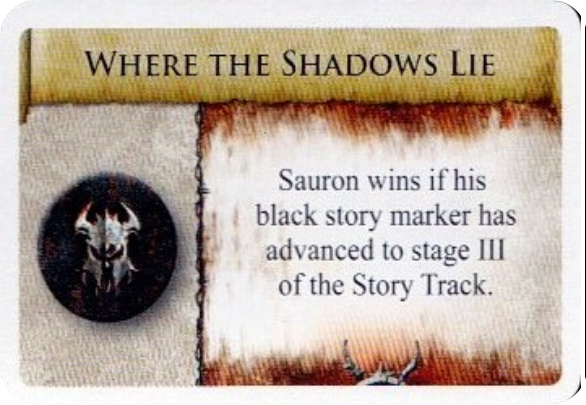 WHERE THE SHADOWS LIE
Sauron wins if his
black story marker has
advanced to stage III
of the Story Track.